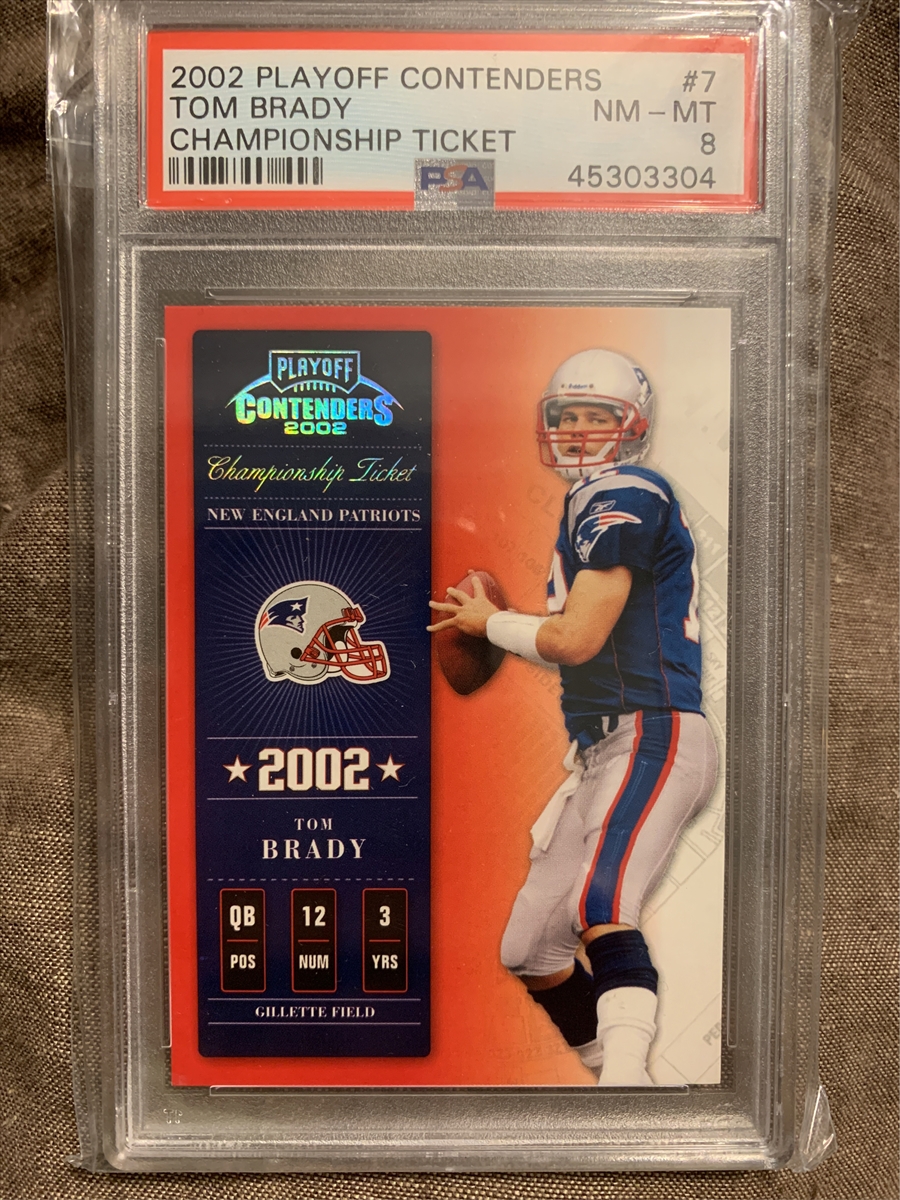 2002 PLAYOFF CONTENDERS #7
TOM BRADY NM - MT
CHAMPIONSHIP TICKET 8
PSA 45303304
PLAYOFF
CONTENDERS
2002
Championship Ticket
NEW ENGLAND PATRIOTS
2002
TOM
BRADY
QB 12 3
POS NUM YRS
GILLETTE FIELD
Riddell